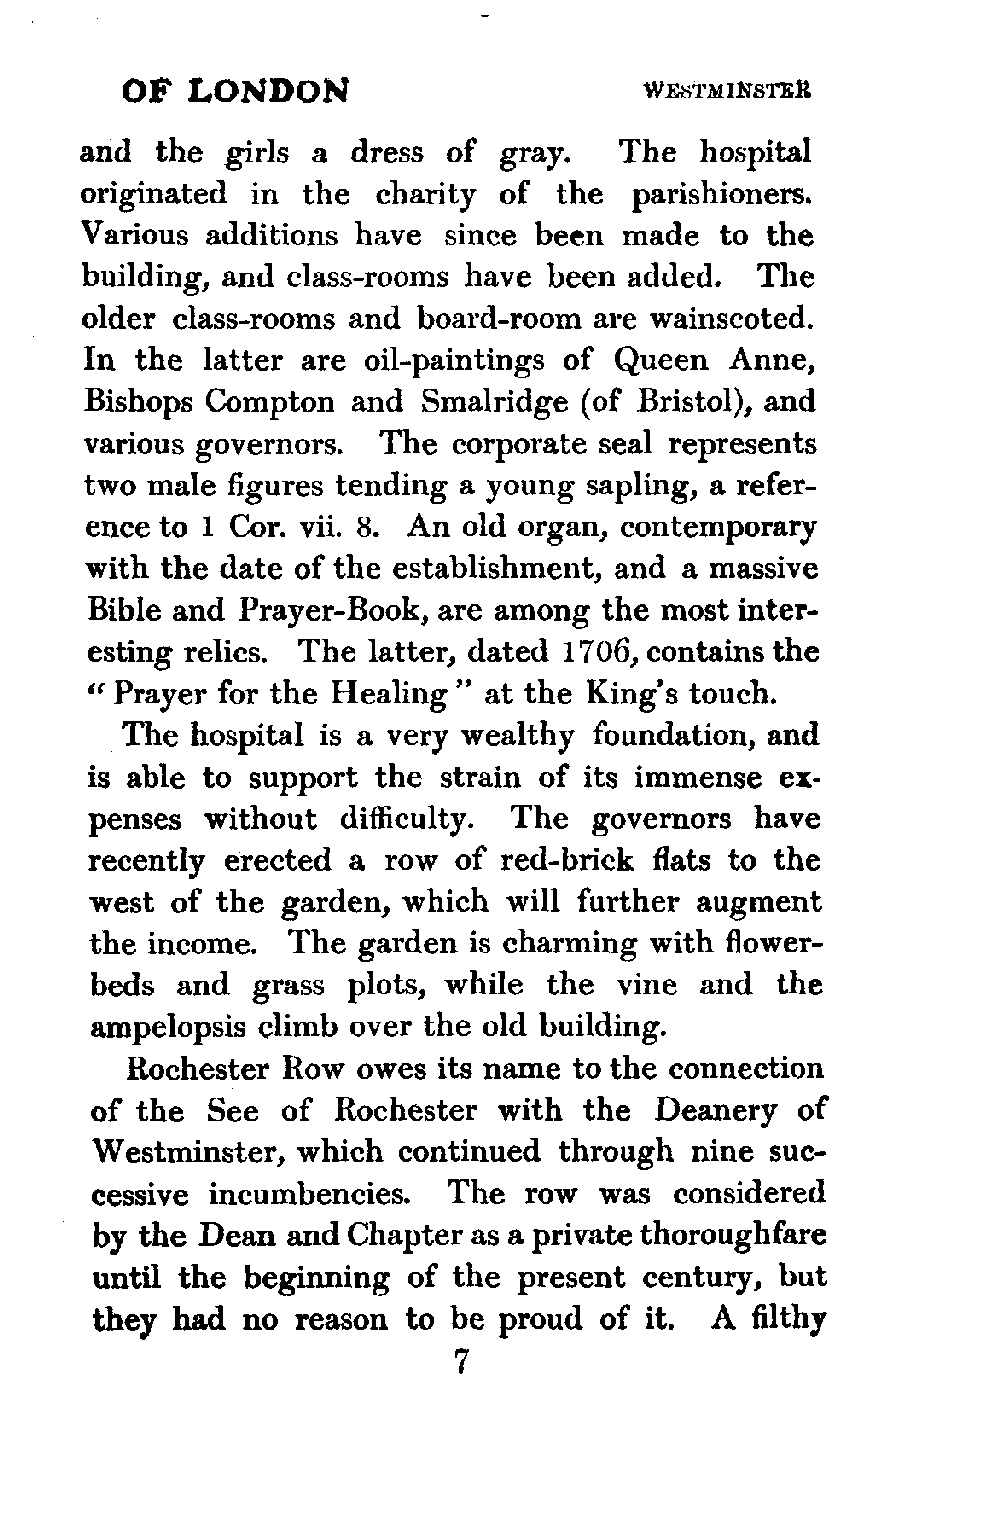 OF LONDON WESTMINSTER
and the girls a dress of gray. The hospital
originated in the charity of the parishioners.
Various additions have since been made to the
building, and class-rooms have been added. The
older class-rooms and board-room are wainscoted.
In the latter are oil-paintings of Queen Anne,
Bishops Compton and Smalridge (of Bristol), and
various governors. The corporate seal represents
two male figures tending a young sapling, a refer-
ence to 1 Cor. vii. 8. An old organ, contemporary
with the date of the establishment, and a massive
Bible and Prayer-Book, are among the most inter-
esting relics. The latter, dated 1706, contains the
“ Prayer for the Healing ” at the King's touch.
The hospital is a very wealthy foundation, and
is able to support the strain of its immense ex-
penses without difficulty. The governors have
recently erected a row of red-brick flats to the
west of the garden, which will further augment
the income. The garden is charming with flower-
beds and grass plots, while the vine and the
ampelopsis climb over the old building.
Rochester Row owes its name to the connection
of the See of Rochester with the Deanery of
Westminster, which continued through nine suc-
cessive incumbencies. The row was considered
by the Dean and Chapter as a private thoroughfare
until the beginning of the present century, but
they had no reason to be proud of it. A filthy
7